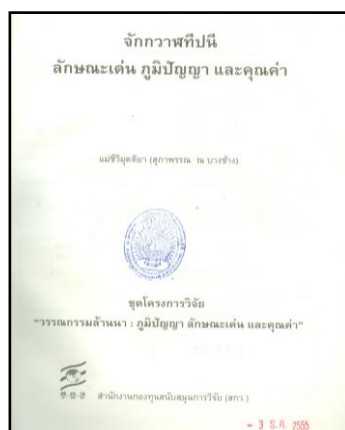 จักกวาฬทีปนี
ลักษณะเด่น ภูมิปัญญา และคุณค่า
แม่ชีวิมุตติยา (สุภาพรรณ ณ บางช้าง)
ชุดโครงการวิจัย
"วรรณกรรมล้านนา : ภูมิปัญญา ลักษณะเด่น และคุณค่า"
สำนักงานกองทุนสนับสนุนการวิจัย (สกว.)
- 3 ธ.ค. 2555